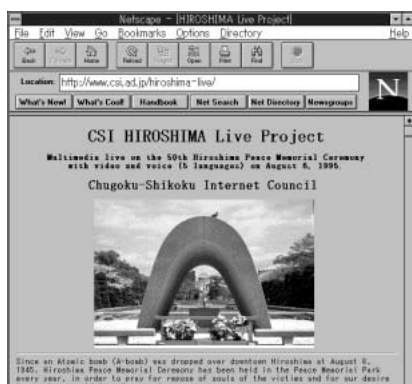 Netscape - [HIROSHIMA Live Project]
File Edit View Go Bookmarks Options Directory Help
Back Home Reload Open Print Find
Location: http://www.csi.ad.jp/hiroshima-live/
What's New! What's Cool! Handbook Net Search Net Directory Newsgroups
N
CSI HIROSHIMA Live Project
Multimedia live on the 50th Hiroshima Peace Memorial Ceremony
with video and voice (5 languages) on August 6, 1995.
Chugoku-Shikoku Internet Council
Since an Atomic bomb (A-bomb) was dropped over downtown Hiroshima at August 6,
1945, Hiroshima Peace Memorial Ceremony has been held in the Peace Memorial Park
every year, in order to pray for repose of souls of the victims and for our desire